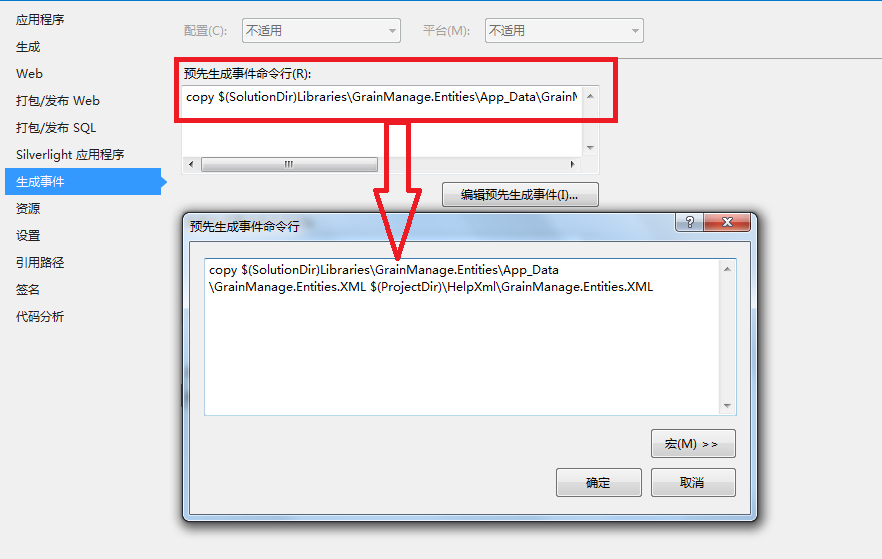 应用程序
生成
Web
打包/发布 Web
打包/发布 SQL
Silverlight 应用程序
生成事件
资源
设置
引用路径
签名
代码分析
配置(C): 不适用 平台(M): 不适用
预先生成事件命令行(R):
copy $(SolutionDir)Libraries\GrainManage.Entities\App_Data\GrainM
编辑预先生成事件(I)...
预先生成事件命令行
copy $(SolutionDir)Libraries\GrainManage.Entities\App_Data
\GrainManage.Entities.XML $(ProjectDir)\HelpXml\GrainManage.Entities.XML
宏(M) >>
确定 取消